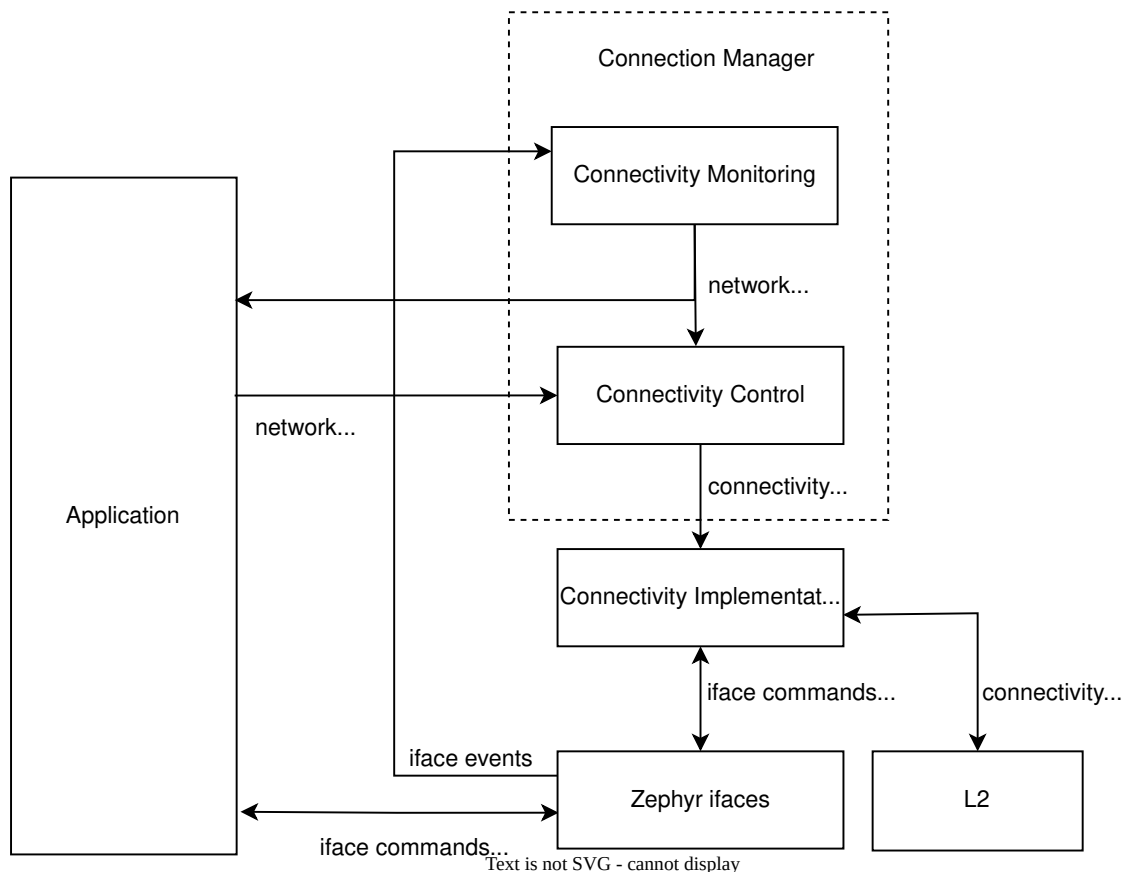 Connection Manager
Connectivity Monitoring
network...
Connectivity Control
network...
connectivity...
Application
Connectivity Implementat...
iface commands...
connectivity...
iface events
Zephyr ifaces
L2
iface commands...
Text is not SVG - cannot display